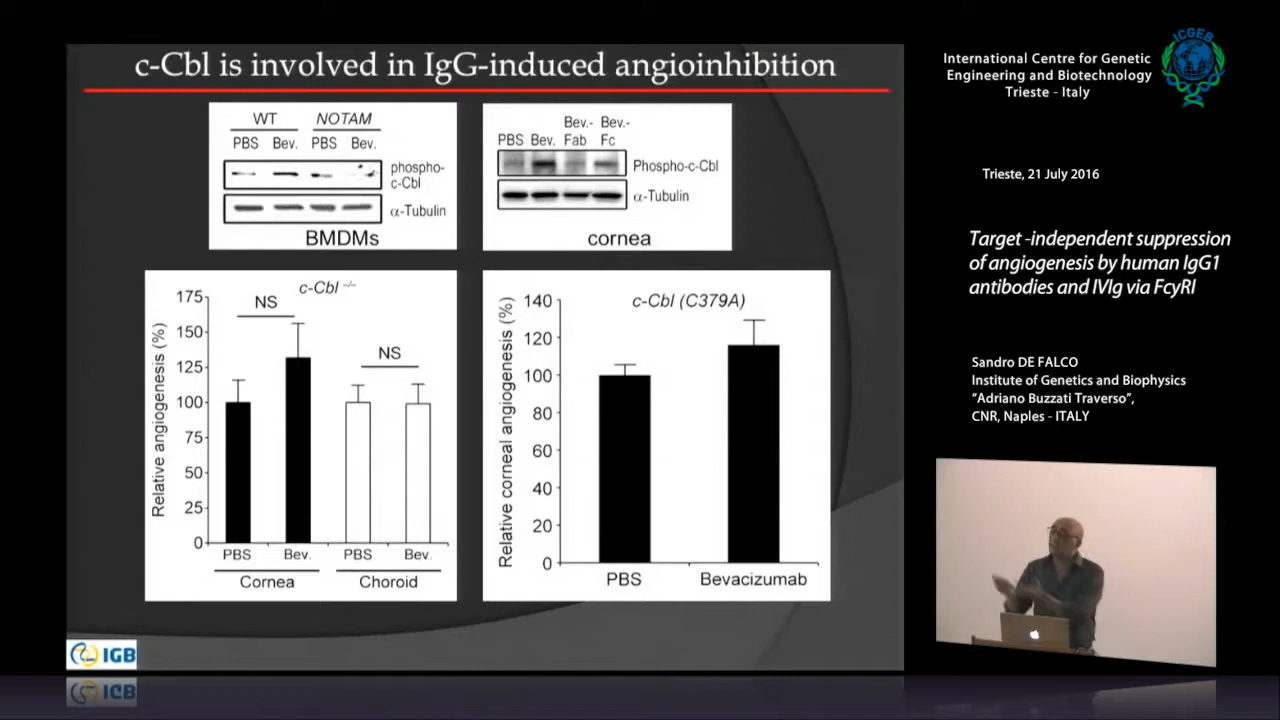 c-Cbl is involved in IgG-induced angioinhibition
WT NOTAM
PBS Bev. PBS Bev.
phospho-
c-Cbl
α-Tubulin
BMDMs
Bev.- Bev.-
PBS Bev. Fab Fc
Phospho-c-Cbl
α-Tubulin
cornea
c-Cbl −/−
Relative angiogenesis (%)
175
150
125
100
75
50
25
0
NS
NS
PBS Bev. PBS Bev.
Cornea Choroid
c-Cbl (C379A)
Relative corneal angiogenesis (%)
140
120
100
80
60
40
20
0
PBS Bevacizumab
IGB
International Centre for Genetic
Engineering and Biotechnology
Trieste - Italy
ICGEB
Trieste, 21 July 2016
Target -independent suppression
of angiogenesis by human IgG1
antibodies and IVIg via FcyRI
Sandro DE FALCO
Institute of Genetics and Biophysics
“Adriano Buzzati Traverso”,
CNR, Naples - ITALY